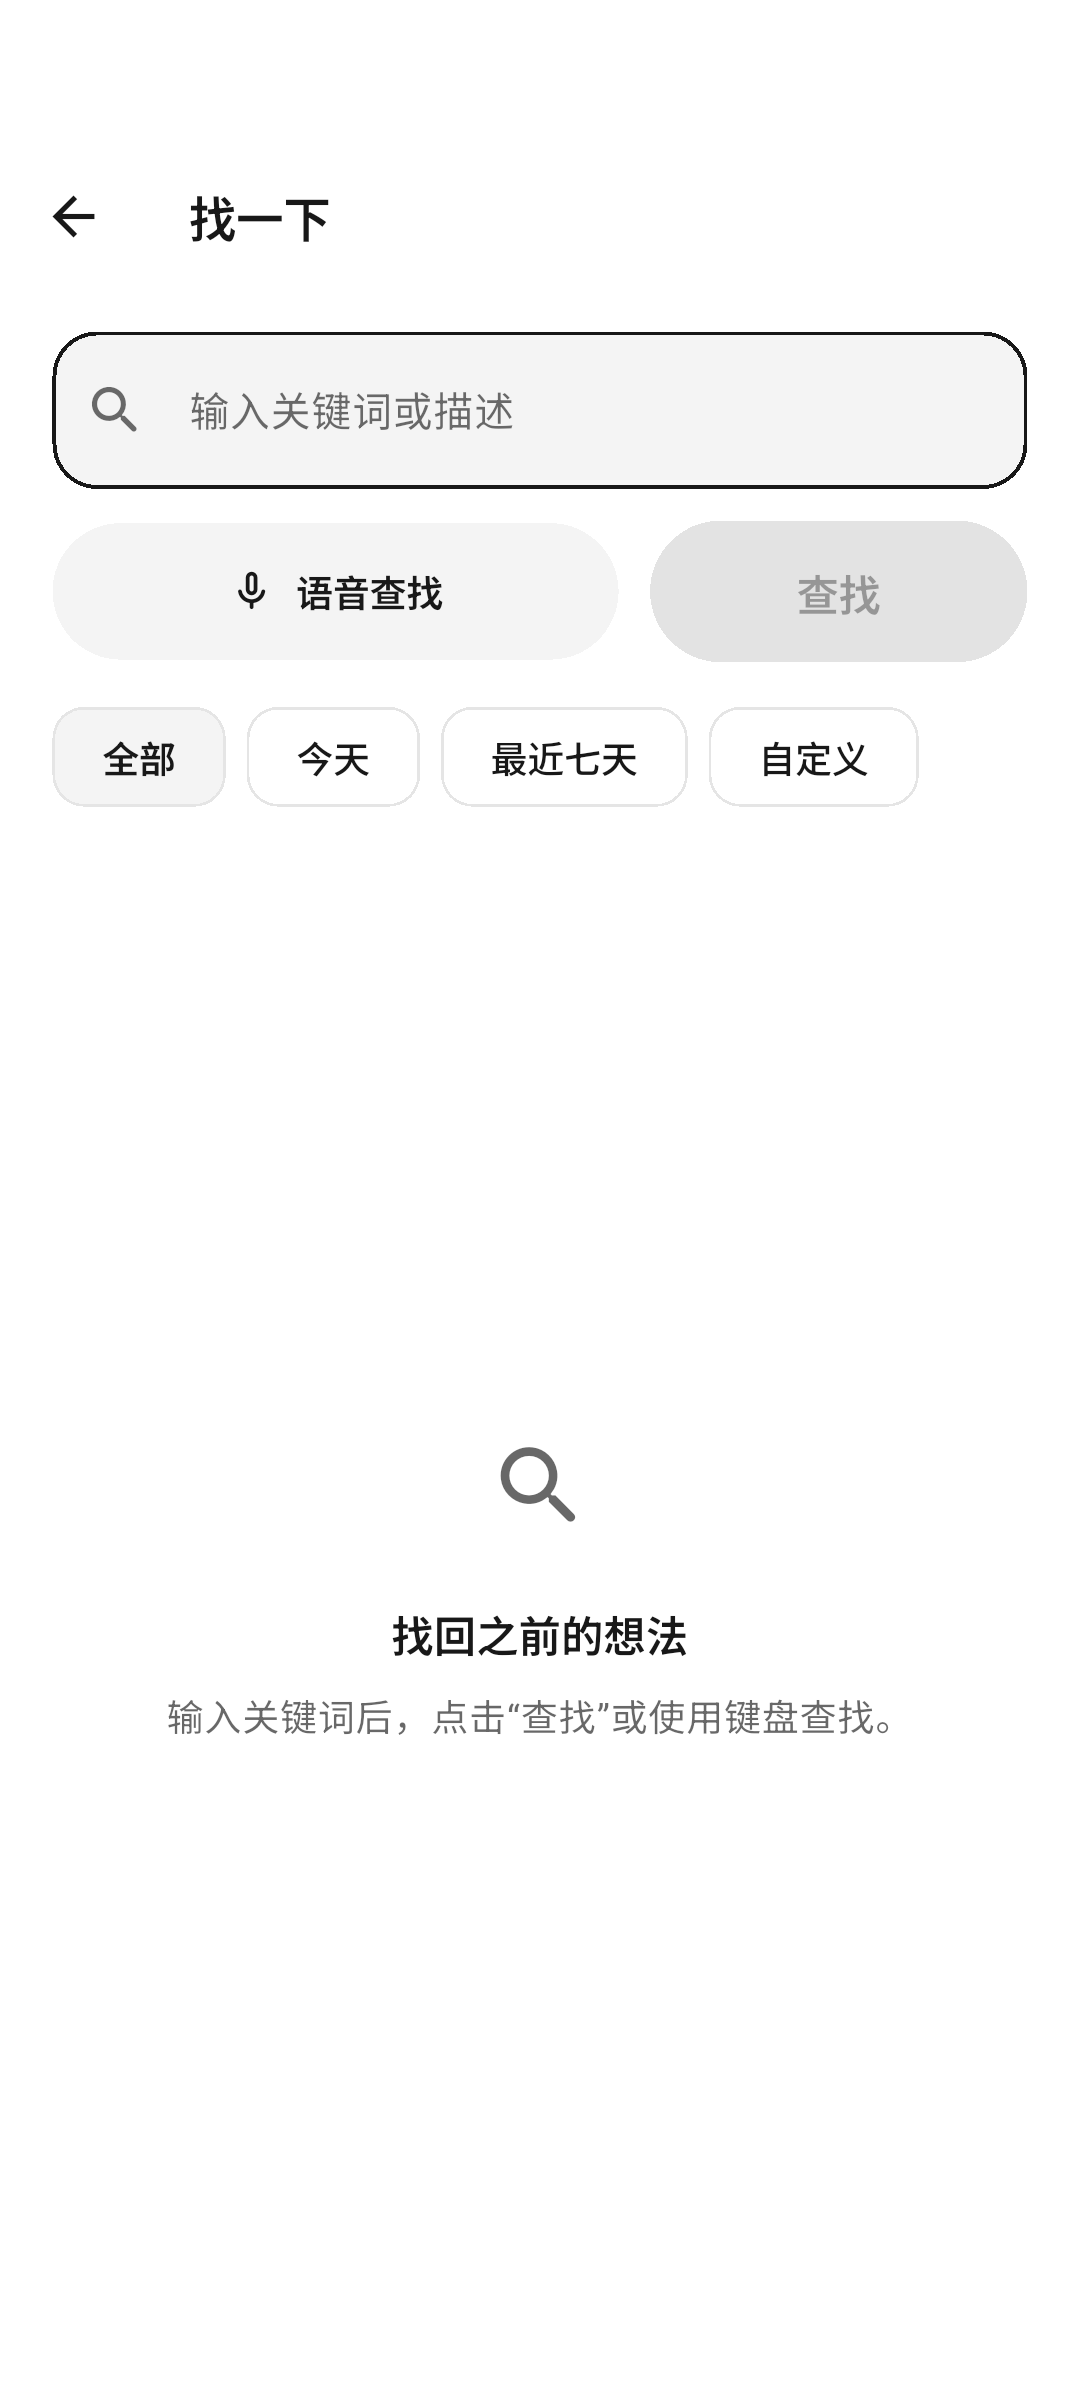 找一下
输入关键词或描述
语音查找
查找
全部
今天
最近七天
自定义
找回之前的想法
输入关键词后，点击“查找”或使用键盘查找。